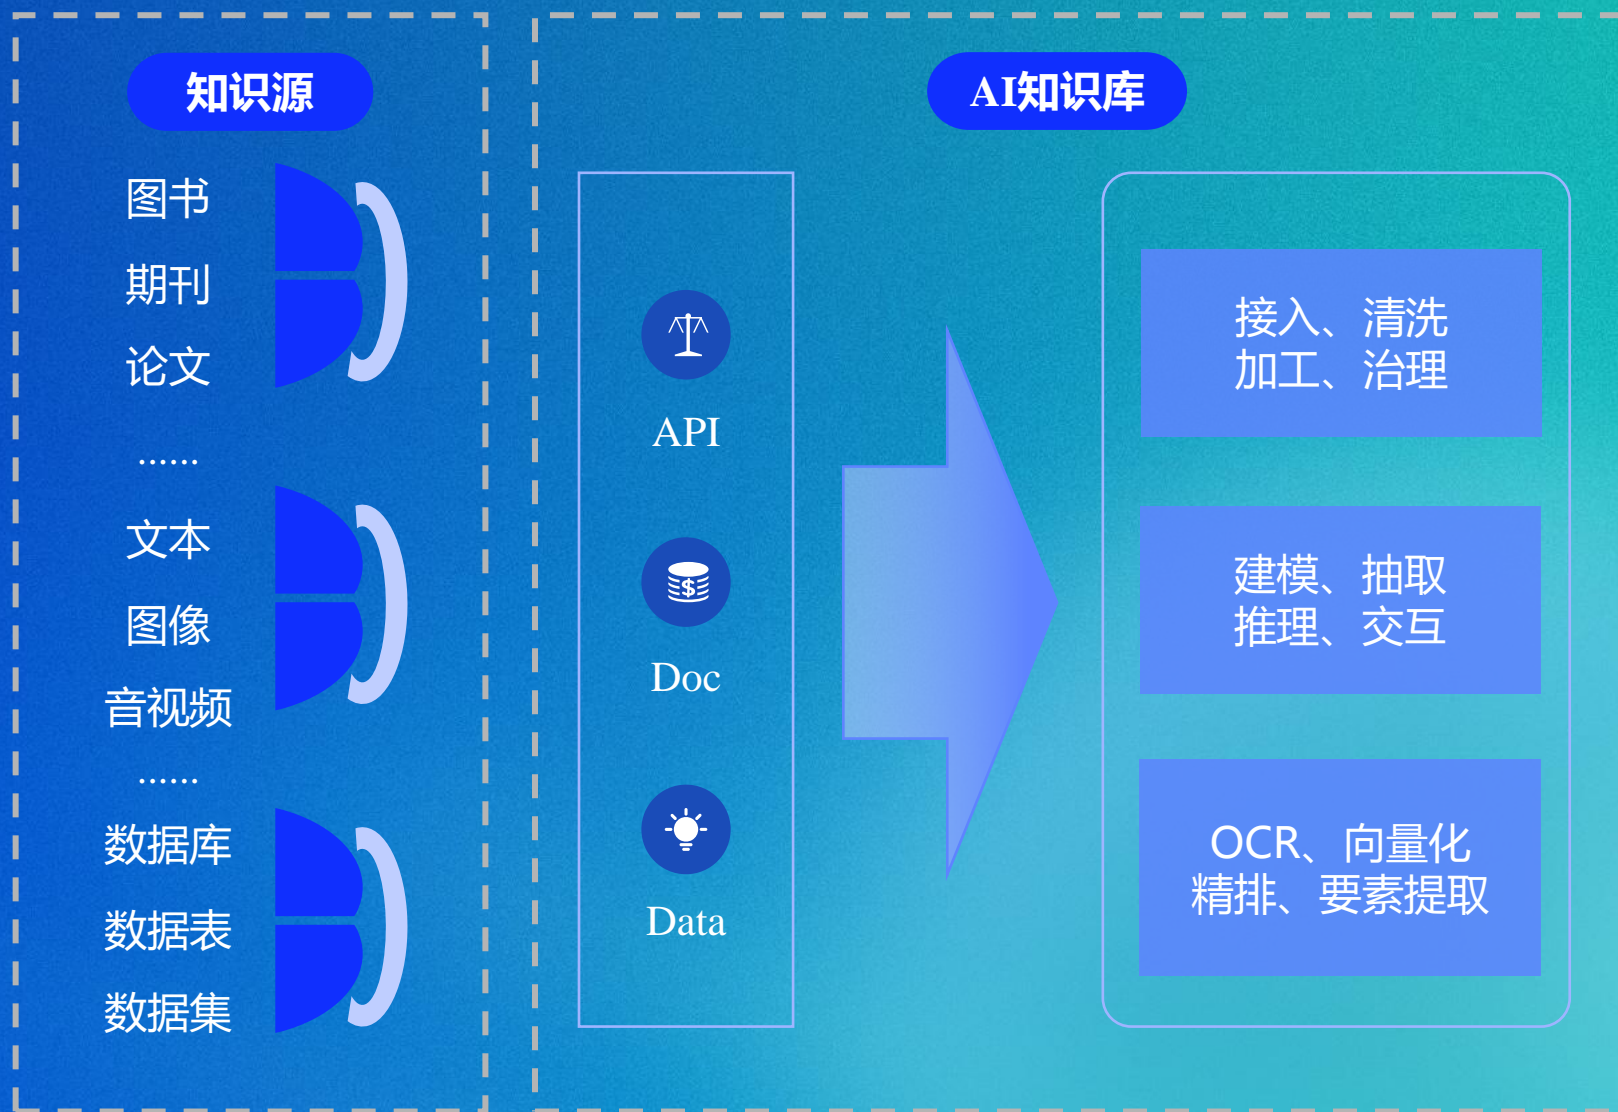 知识源
图书
期刊
论文
......
文本
图像
音视频
......
数据库
数据表
数据集
AI知识库
API
Doc
Data
接入、清洗
加工、治理
建模、抽取
推理、交互
OCR、向量化
精排、要素提取